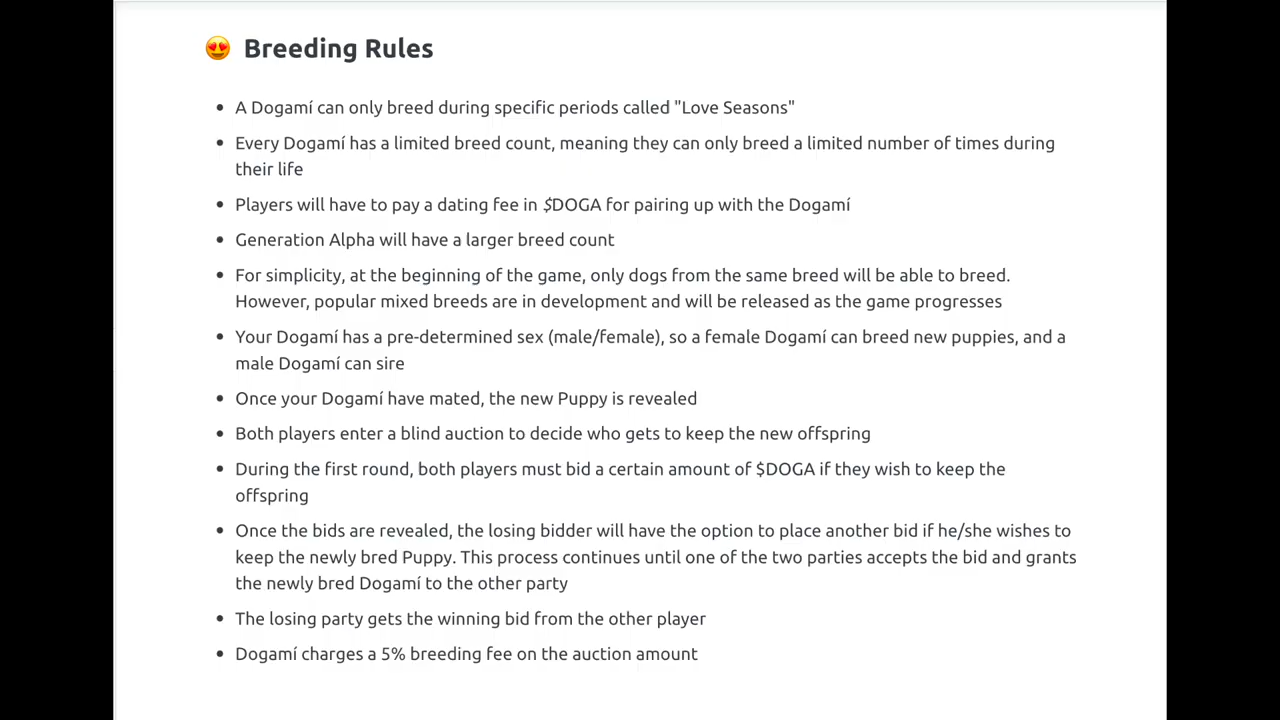 😍 Breeding Rules
• A Dogamí can only breed during specific periods called "Love Seasons"
• Every Dogamí has a limited breed count, meaning they can only breed a limited number of times during
their life
• Players will have to pay a dating fee in $DOGA for pairing up with the Dogamí
• Generation Alpha will have a larger breed count
• For simplicity, at the beginning of the game, only dogs from the same breed will be able to breed.
However, popular mixed breeds are in development and will be released as the game progresses
• Your Dogamí has a pre-determined sex (male/female), so a female Dogamí can breed new puppies, and a
male Dogamí can sire
• Once your Dogamí have mated, the new Puppy is revealed
• Both players enter a blind auction to decide who gets to keep the new offspring
• During the first round, both players must bid a certain amount of $DOGA if they wish to keep the
offspring
• Once the bids are revealed, the losing bidder will have the option to place another bid if he/she wishes to
keep the newly bred Puppy. This process continues until one of the two parties accepts the bid and grants
the newly bred Dogamí to the other party
• The losing party gets the winning bid from the other player
• Dogamí charges a 5% breeding fee on the auction amount